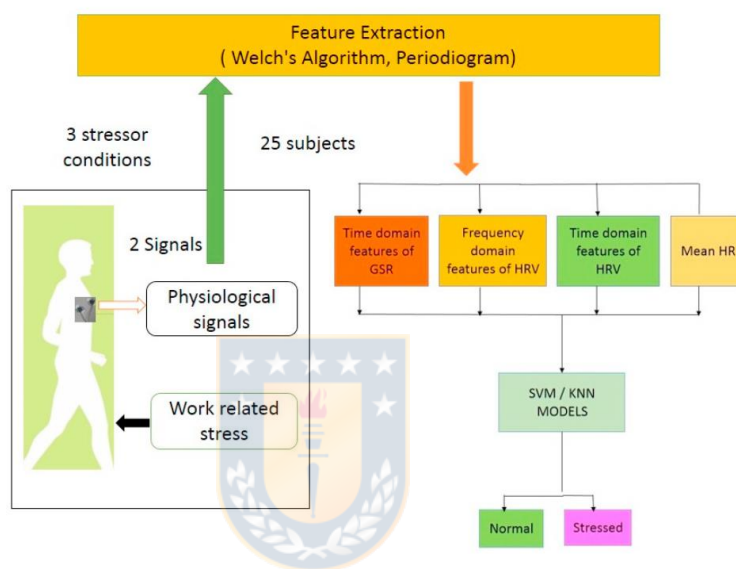 Feature Extraction
( Welch's Algorithm, Periodiogram)
3 stressor
conditions
25 subjects
2 Signals
Physiological
signals
Work related
stress
Time domain
features of
GSR
Frequency
domain
features of HRV
Time domain
features of
HRV
Mean HR
SVM / KNN
MODELS
Normal
Stressed